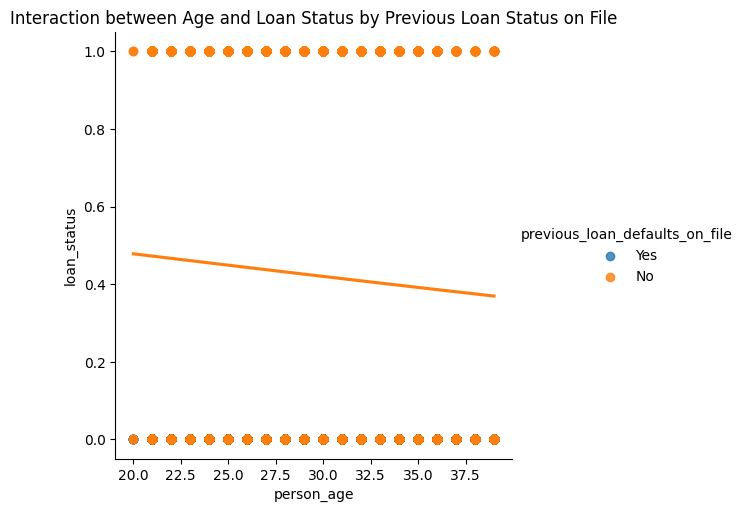 Interaction between Age and Loan Status by Previous Loan Status on File
1.0
0.8
0.6
0.4
0.2
0.0
loan_status
20.0 22.5 25.0 27.5 30.0 32.5 35.0 37.5
person_age
previous_loan_defaults_on_file
Yes
No